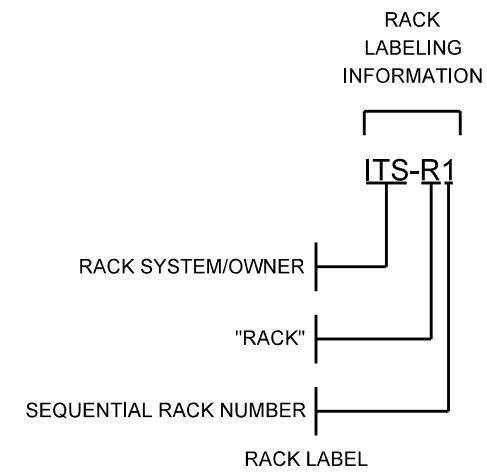 RACK
LABELING
INFORMATION
ITS-R1
RACK SYSTEM/OWNER
"RACK"
SEQUENTIAL RACK NUMBER
RACK LABEL